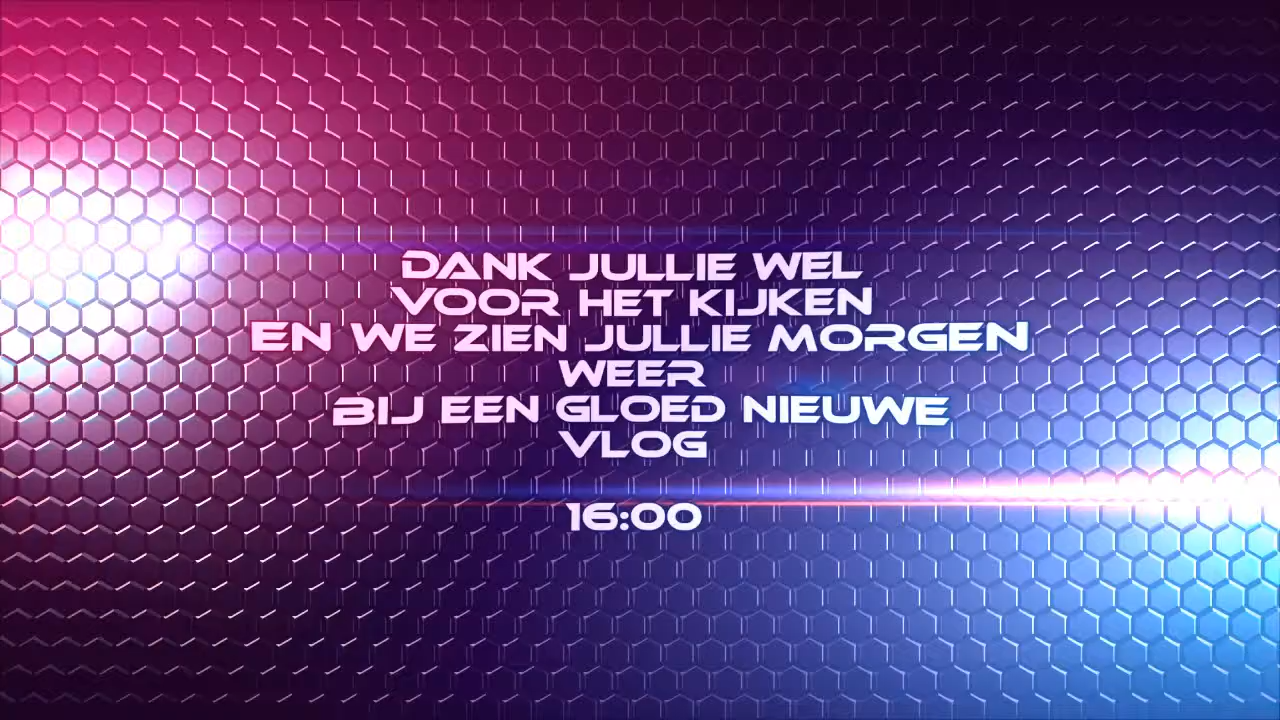 DANK JULLIE WEL
VOOR HET KIJKEN
EN WE ZIEN JULLIE MORGEN
WEER
BIJ EEN GLOED NIEUWE
VLOG
16:00